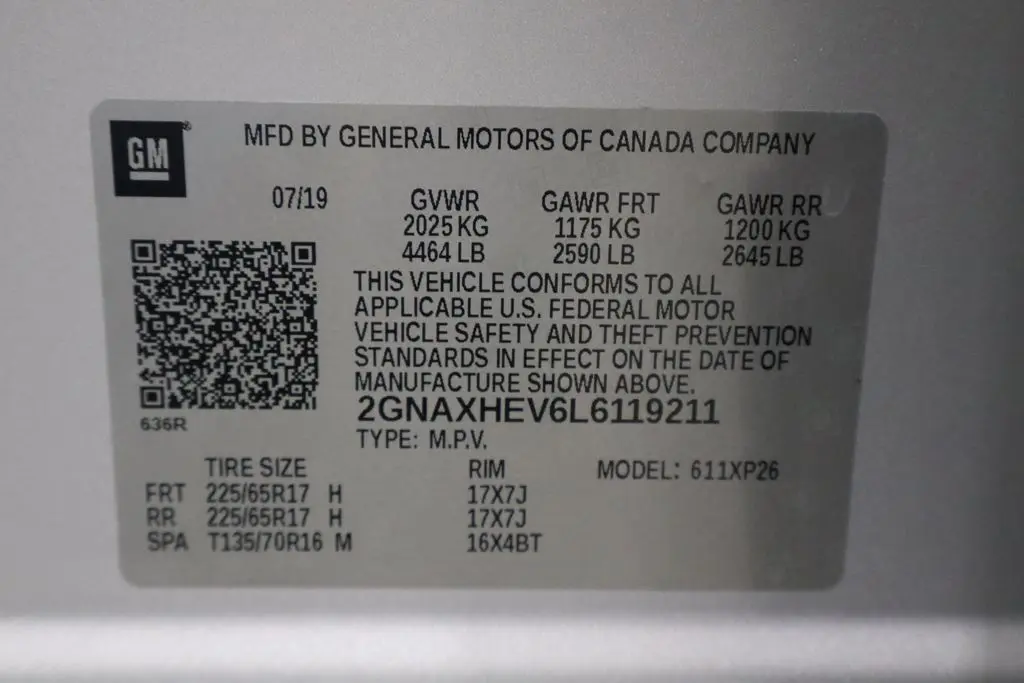 GM®
MFD BY GENERAL MOTORS OF CANADA COMPANY
07/19 GVWR GAWR FRT GAWR RR
2025 KG 1175 KG 1200 KG
4464 LB 2590 LB 2645 LB
THIS VEHICLE CONFORMS TO ALL
APPLICABLE U.S. FEDERAL MOTOR
VEHICLE SAFETY AND THEFT PREVENTION
STANDARDS IN EFFECT ON THE DATE OF
MANUFACTURE SHOWN ABOVE.
2GNAXHEV6L6119211
636R
TYPE: M.P.V.
TIRE SIZE RIM MODEL: 611XP26
FRT 225/65R17 H 17X7J
RR 225/65R17 H 17X7J
SPA T135/70R16 M 16X4BT